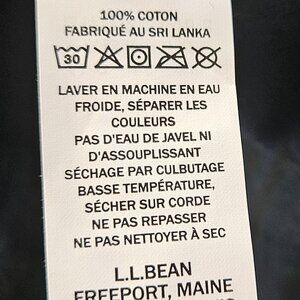 100% COTON
FABRIQUÉ AU SRI LANKA
30
LAVER EN MACHINE EN EAU
FROIDE, SÉPARER LES
COULEURS
PAS D'EAU DE JAVEL NI
D'ASSOUPLISSANT
SÉCHAGE PAR CULBUTAGE
BASSE TEMPÉRATURE,
SÉCHER SUR CORDE
NE PAS REPASSER
NE PAS NETTOYER À SEC
L.L.BEAN
FREEPORT, MAINE